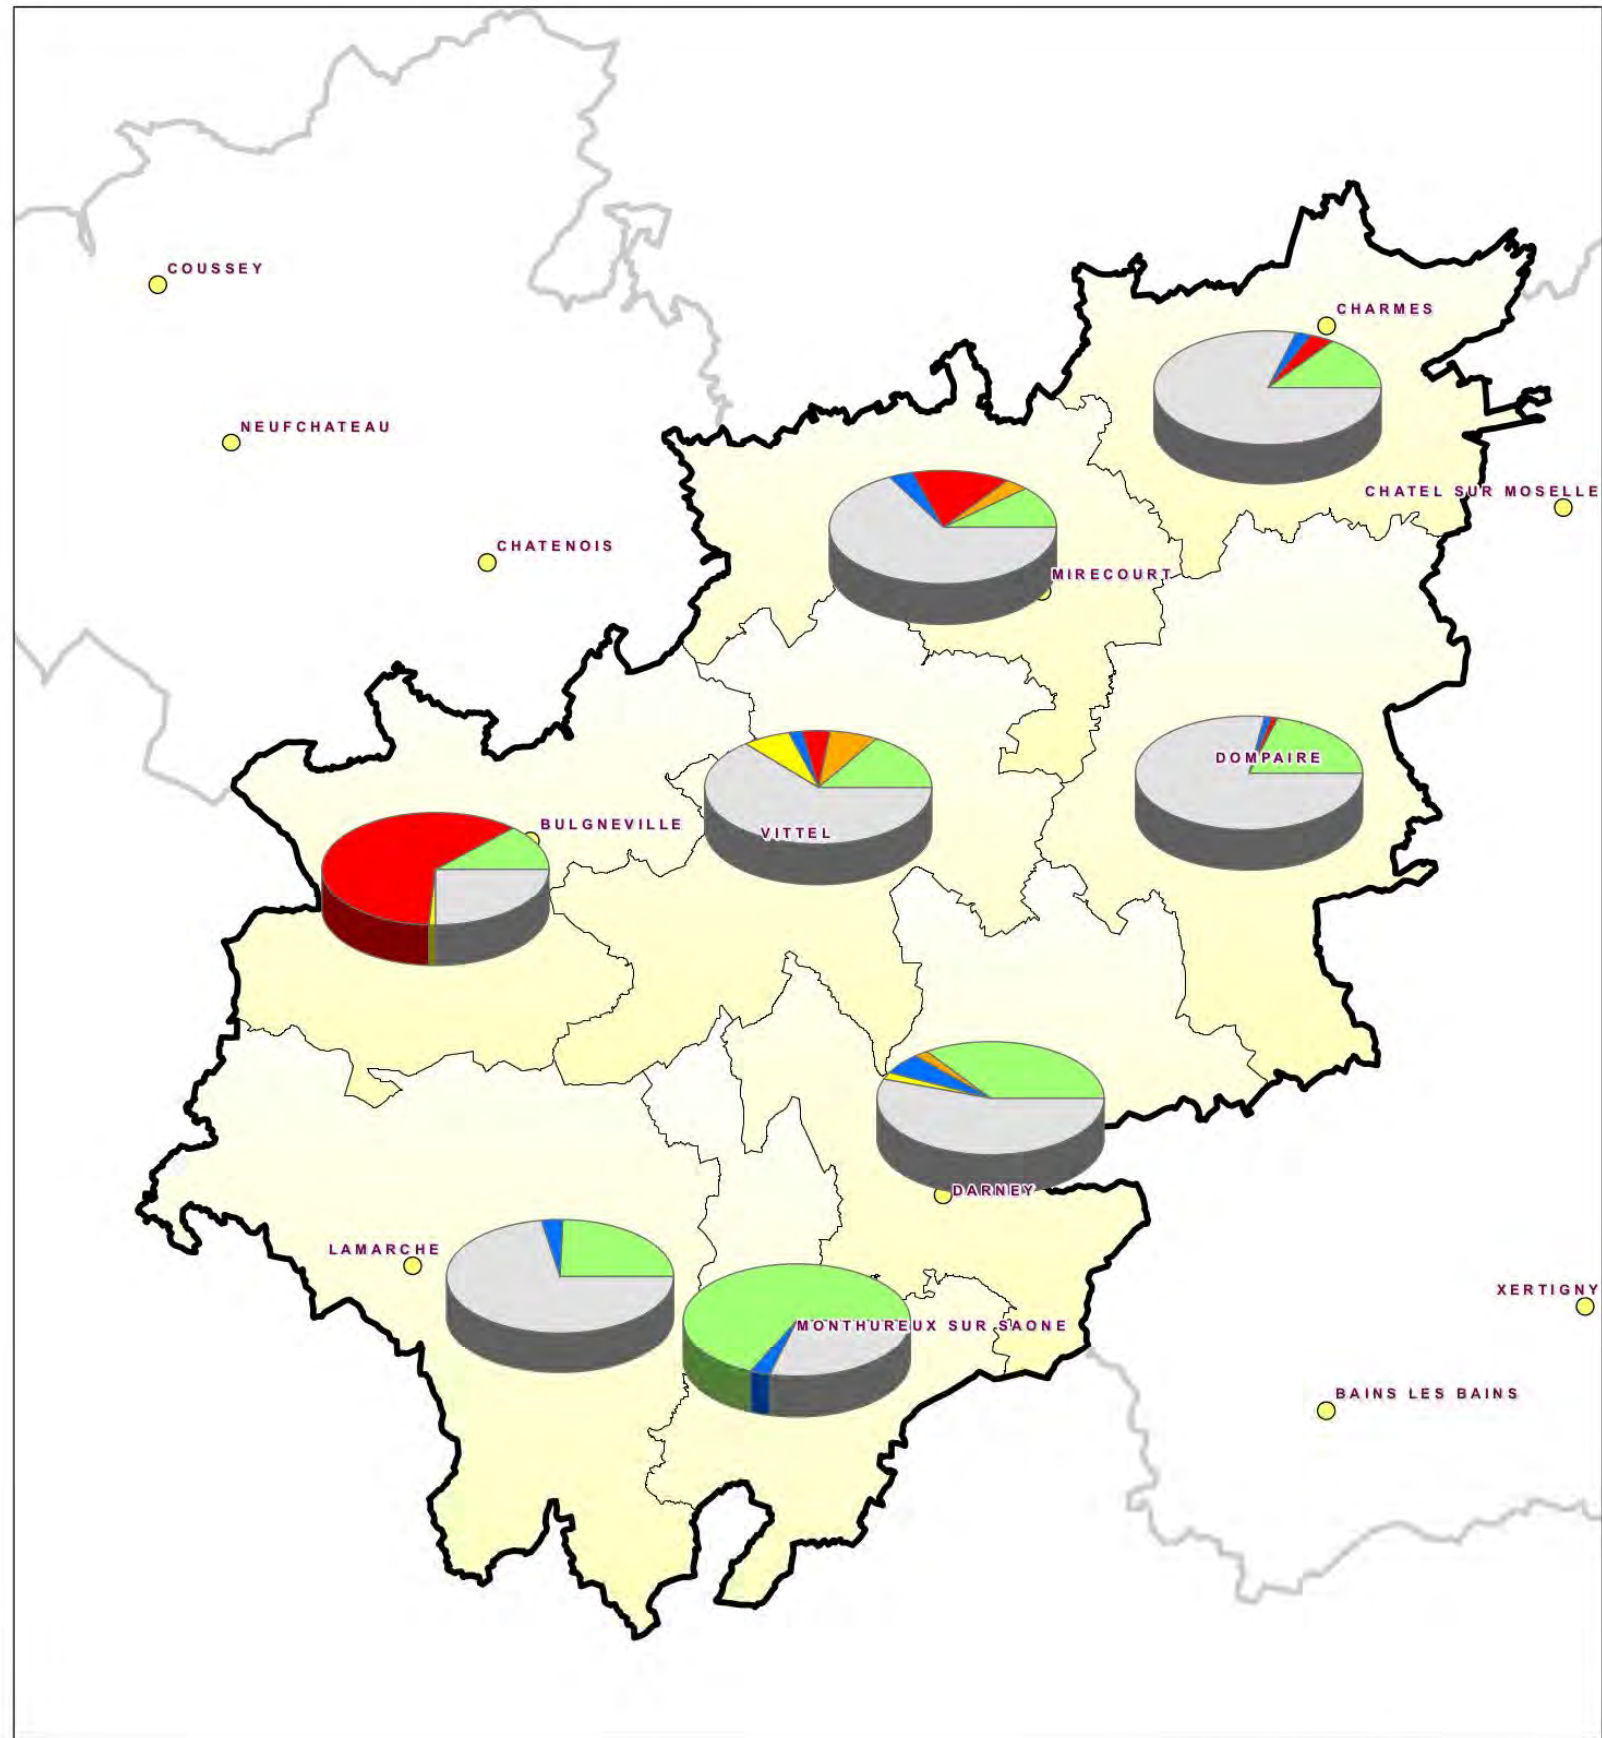 COUSSEY
CHARMES
NEUFCHATEAU
CHATEL SUR MOSELLE
CHATENOIS
MIRECOURT
DOMPAIRE
BULGNEVILLE
VITTEL
DARNEY
LAMARCHE
XERTIGNY
MONTHUREUX SUR SAONE
BAINS LES BAINS